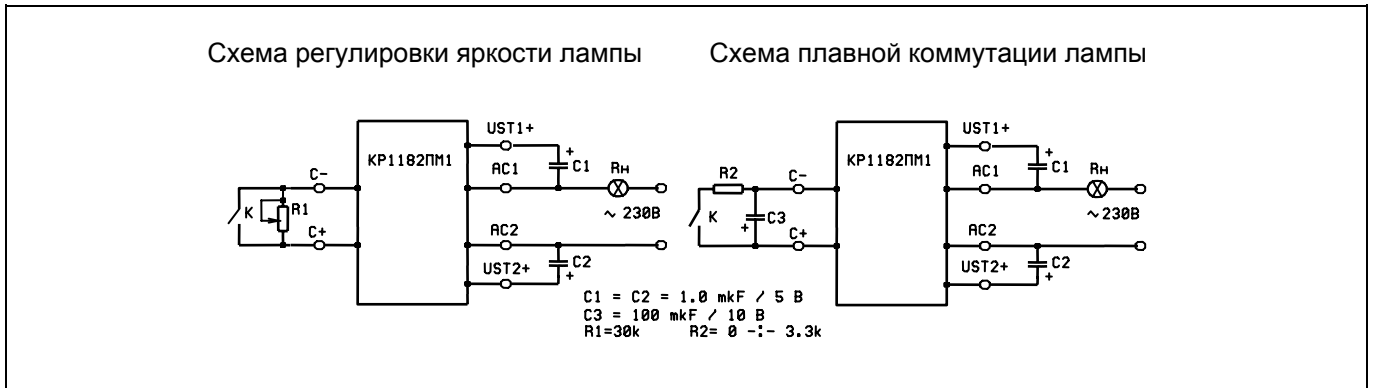 Схема регулировки яркости лампы
Схема плавной коммутации лампы
КР1182ПМ1
UST1+
+
C1
AC1
Rн
C-
K
R1
C+
~ 230В
AC2
C2
UST2+
+
КР1182ПМ1
UST1+
+
C1
AC1
Rн
R2
C-
K
C3
+
C+
~ 230В
AC2
C2
UST2+
+
C1 = C2 = 1.0 mkF / 5 В
C3 = 100 mkF / 10 В
R1=30k R2= 0 -:- 3.3k